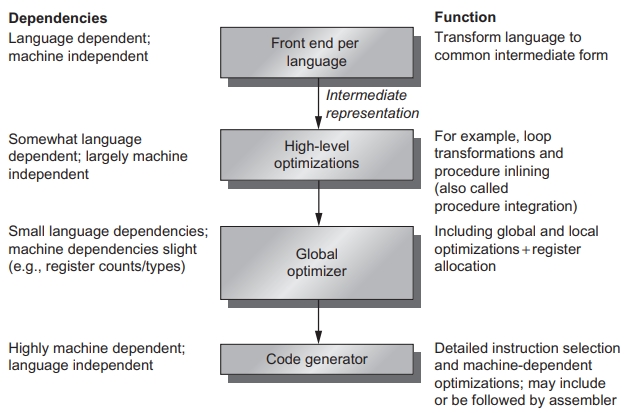 Dependencies
Language dependent;
machine independent
Front end per
language
Function
Transform language to
common intermediate form
Intermediate
representation
Somewhat language
dependent; largely machine
independent
High-level
optimizations
For example, loop
transformations and
procedure inlining
(also called
procedure integration)
Small language dependencies;
machine dependencies slight
(e.g., register counts/types)
Global
optimizer
Including global and local
optimizations + register
allocation
Highly machine dependent;
language independent
Code generator
Detailed instruction selection
and machine-dependent
optimizations; may include
or be followed by assembler